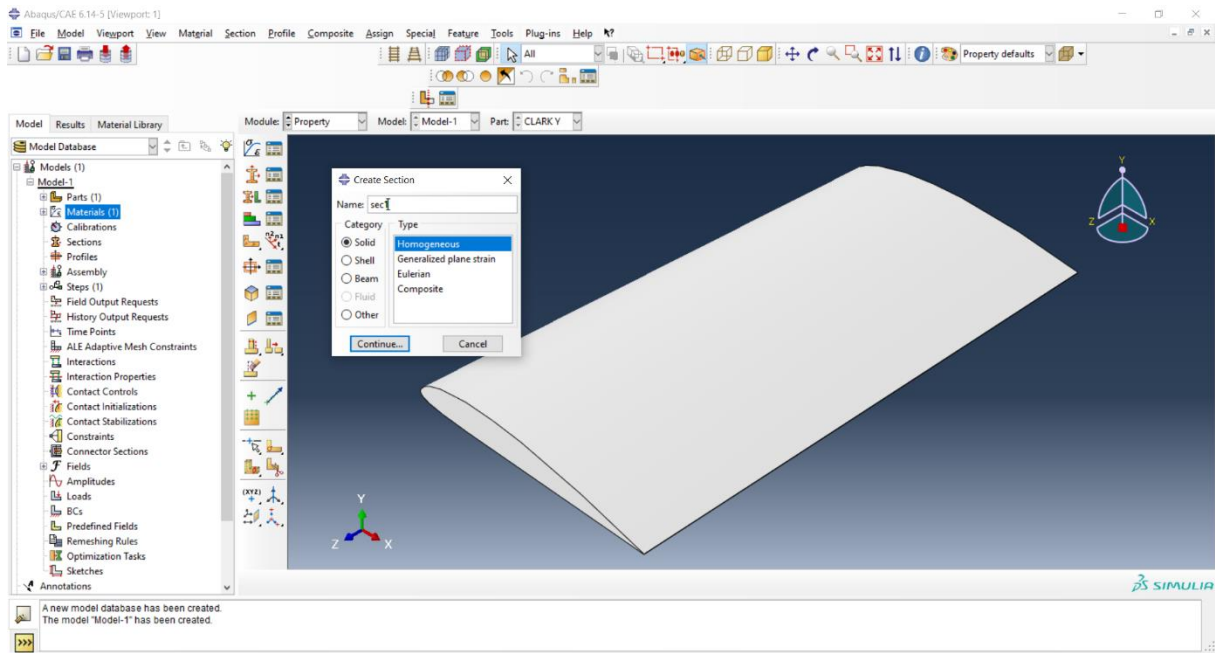 Abaqus/CAE 6.14-5 [Viewport: 1]
File Model Viewport View Material Section Profile Composite Assign Special Feature Tools Plug-ins Help
All
Property defaults
Model Results Material Library
Module: Property Model: Model-1 Part: CLARK Y
Model Database
Models (1)
Model-1
Parts (1)
Materials (1)
Calibrations
Sections
Profiles
Assembly
Steps (1)
Field Output Requests
History Output Requests
Time Points
ALE Adaptive Mesh Constraints
Interactions
Interaction Properties
Contact Controls
Contact Initializations
Contact Stabilizations
Constraints
Connector Sections
Fields
Amplitudes
Loads
BCs
Predefined Fields
Remeshing Rules
Optimization Tasks
Sketches
Annotations
Create Section
Name: sec1
Category Type
Solid Homogeneous
Shell Generalized plane strain
Beam Eulerian
Fluid Composite
Other
Continue... Cancel
Y
Z X
Y
Z X
SIMULIA
A new model database has been created.
The model "Model-1" has been created.
>>>